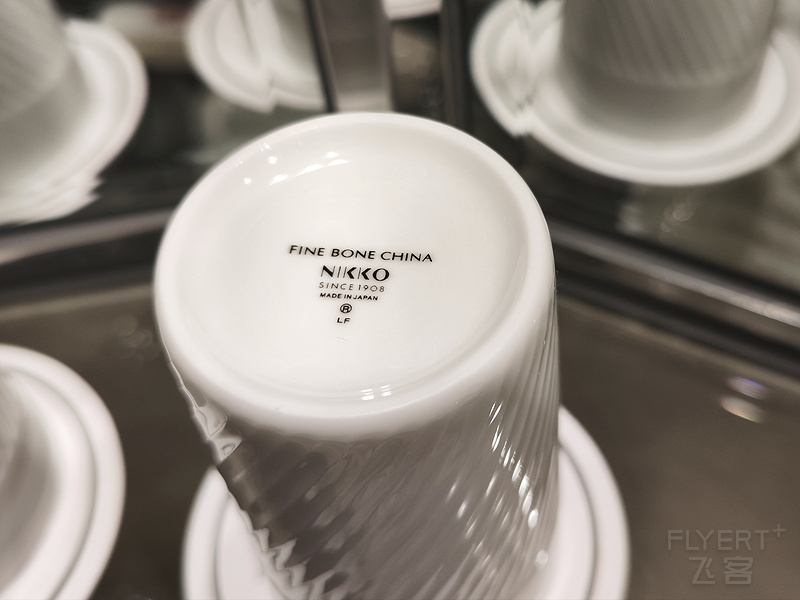 FINE BONE CHINA
NIKKO
SINCE 1908
MADE IN JAPAN
®
LF
FLYERT+
飞客